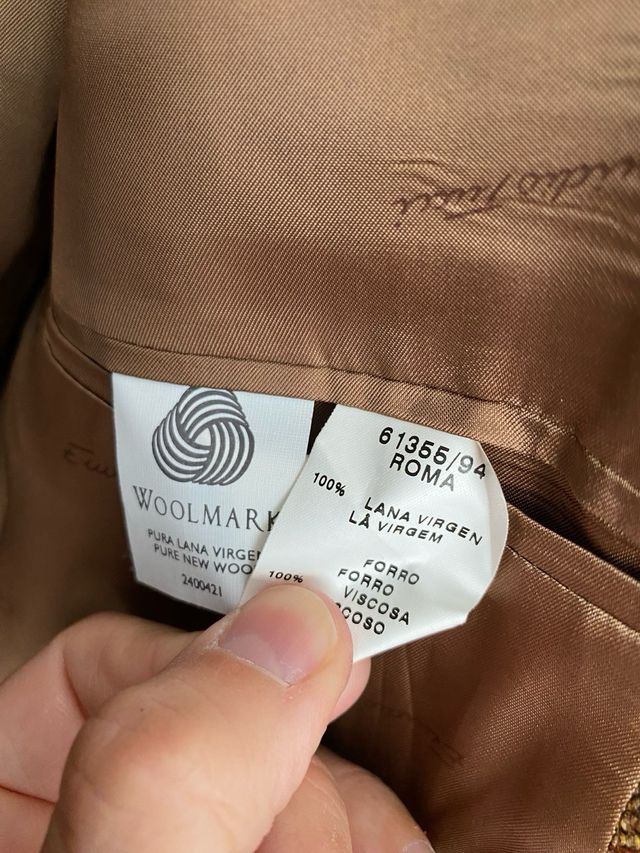 WOOLMARK
PURA LANA VIRGEN
PURE NEW WOOL
2400421
61355/94
ROMA
100% LANA VIRGEN
LÃ VIRGEM
FORRO
FORRO
100% VISCOSA